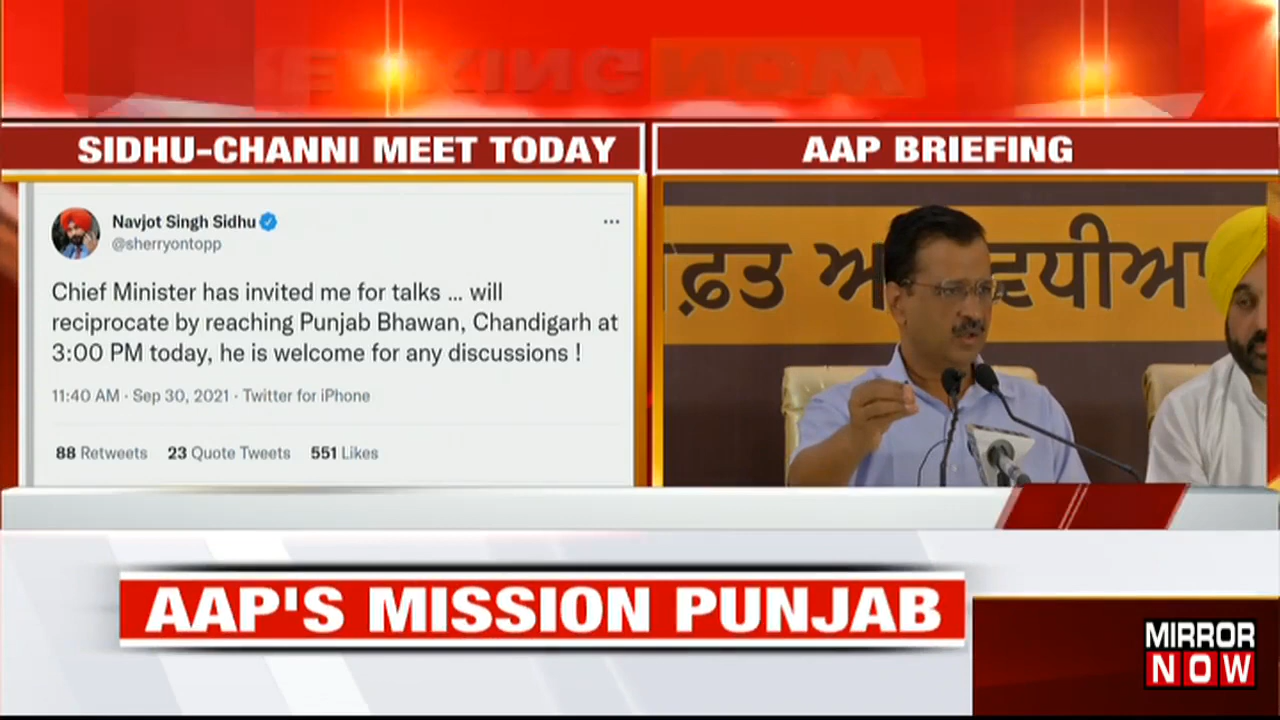 SIDHU-CHANNI MEET TODAY
AAP BRIEFING
Navjot Singh Sidhu
@sherryontopp
Chief Minister has invited me for talks ... will
reciprocate by reaching Punjab Bhawan, Chandigarh at
3:00 PM today, he is welcome for any discussions !
11:40 AM · Sep 30, 2021 · Twitter for iPhone
88 Retweets 23 Quote Tweets 551 Likes
AAP'S MISSION PUNJAB
MIRROR
NOW